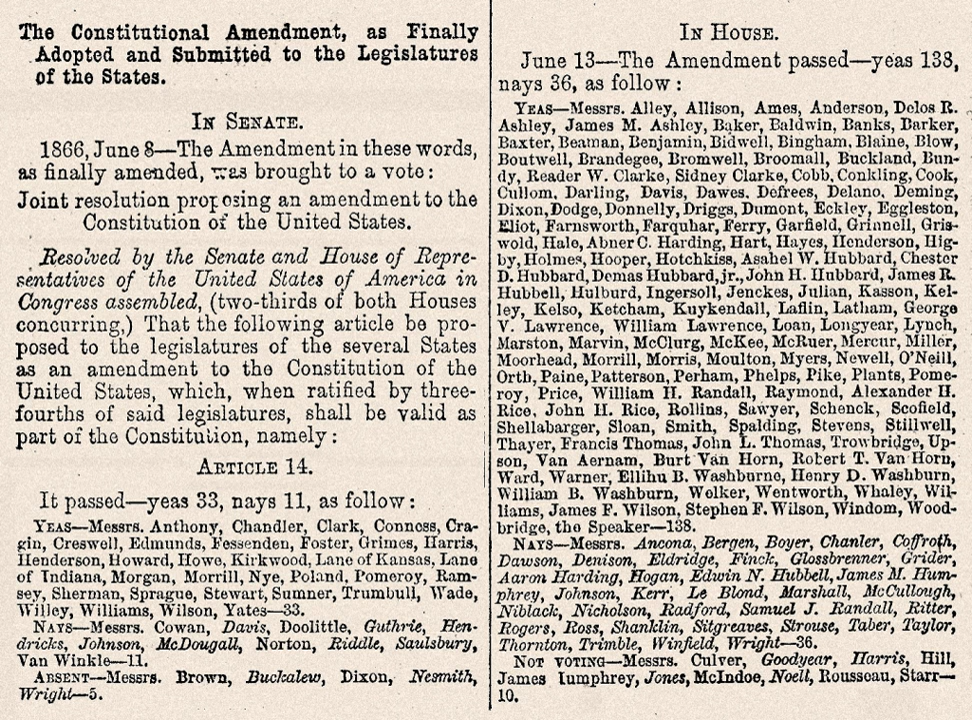 The Constitutional Amendment, as Finally
Adopted and Submitted to the Legislatures
of the States.
IN SENATE.
1866, June 8—The Amendment in these words,
as finally amended, was brought to a vote:
Joint resolution proposing an amendment to the
Constitution of the United States.
Resolved by the Senate and House of Repre-
sentatives of the United States of America in
Congress assembled, (two-thirds of both Houses
concurring,) That the following article be pro-
posed to the legislatures of the several States
as an amendment to the Constitution of the
United States, which, when ratified by three-
fourths of said legislatures, shall be valid as
part of the Constitution, namely:
ARTICLE 14.
It passed—yeas 33, nays 11, as follow:
YEAS—Messrs. Anthony, Chandler, Clark, Conness, Cra-
gin, Creswell, Edmunds, Fessenden, Foster, Grimes, Harris,
Henderson, Howard, Howe, Kirkwood, Lane of Kansas, Lane
of Indiana, Morgan, Morrill, Nye, Poland, Pomeroy, Ram-
sey, Sherman, Sprague, Stewart, Sumner, Trumbull, Wade,
Willey, Williams, Wilson, Yates—33.
NAYS—Messrs. Cowan, Davis, Doolittle, Guthrie, Hen-
dricks, Johnson, McDougall, Norton, Riddle, Saulsbury,
Van Winkle—11.
ABSENT—Messrs. Brown, Buckalew, Dixon, Nesmith,
Wright—5.
IN HOUSE.
June 13—The Amendment passed—yeas 138,
nays 36, as follow:
YEAS—Messrs. Alley, Allison, Ames, Anderson, Delos R.
Ashley, James M. Ashley, Baker, Baldwin, Banks, Barker,
Baxter, Beaman, Benjamin, Bidwell, Bingham, Blaine, Blow,
Boutwell, Brandegee, Bromwell, Broomall, Buckland, Bun-
dy, Reader W. Clarke, Sidney Clarke, Cobb, Conkling, Cook,
Cullom, Darling, Davis, Dawes, Defrees, Delano, Deming,
Dixon, Dodge, Donnelly, Driggs, Dumont, Eckley, Eggleston,
Eliot, Farnsworth, Farquhar, Ferry, Garfield, Grinnell, Gris-
wold, Hale, Abner C. Harding, Hart, Hayes, Henderson, Hig-
by, Holmes, Hooper, Hotchkiss, Asahel W. Hubbard, Chester
D. Hubbard, Demas Hubbard, jr., John H. Hubbard, James R.
Hubbell, Hulburd, Ingersoll, Jenckes, Julian, Kasson, Kel-
ley, Kelso, Ketcham, Kuykendall, Laflin, Latham, George
V. Lawrence, William Lawrence, Loan, Longyear, Lynch,
Marston, Marvin, McClurg, McKee, McRuer, Mercur, Miller,
Moorhead, Morrill, Morris, Moulton, Myers, Newell, O'Neill,
Orth, Paine, Patterson, Perham, Phelps, Pike, Plants, Pome-
roy, Price, William H. Randall, Raymond, Alexander H.
Rice, John H. Rice, Rollins, Sawyer, Schenck, Scofield,
Shellabarger, Sloan, Smith, Spalding, Stevens, Stillwell,
Thayer, Francis Thomas, John L. Thomas, Trowbridge, Up-
son, Van Aernam, Burt Van Horn, Robert T. Van Horn,
Ward, Warner, Ellihu B. Washburne, Henry D. Washburn,
William B. Washburn, Welker, Wentworth, Whaley, Wil-
liams, James F. Wilson, Stephen F. Wilson, Windom, Wood-
bridge, the Speaker—138.
NAYS—Messrs. Ancona, Bergen, Boyer, Chanler, Coffroth,
Dawson, Denison, Eldridge, Finck, Glossbrenner, Grider,
Aaron Harding, Hogan, Edwin N. Hubbell, James M. Hum-
phrey, Johnson, Kerr, Le Blond, Marshall, McCullough,
Niblack, Nicholson, Radford, Samuel J. Randall, Ritter,
Rogers, Ross, Shanklin, Sitgreaves, Strouse, Taber, Taylor,
Thornton, Trimble, Winfield, Wright—36.
NOT VOTING—Messrs. Culver, Goodyear, Harris, Hill,
James Humphrey, Jones, McIndoe, Noell, Rousseau, Starr—
10.